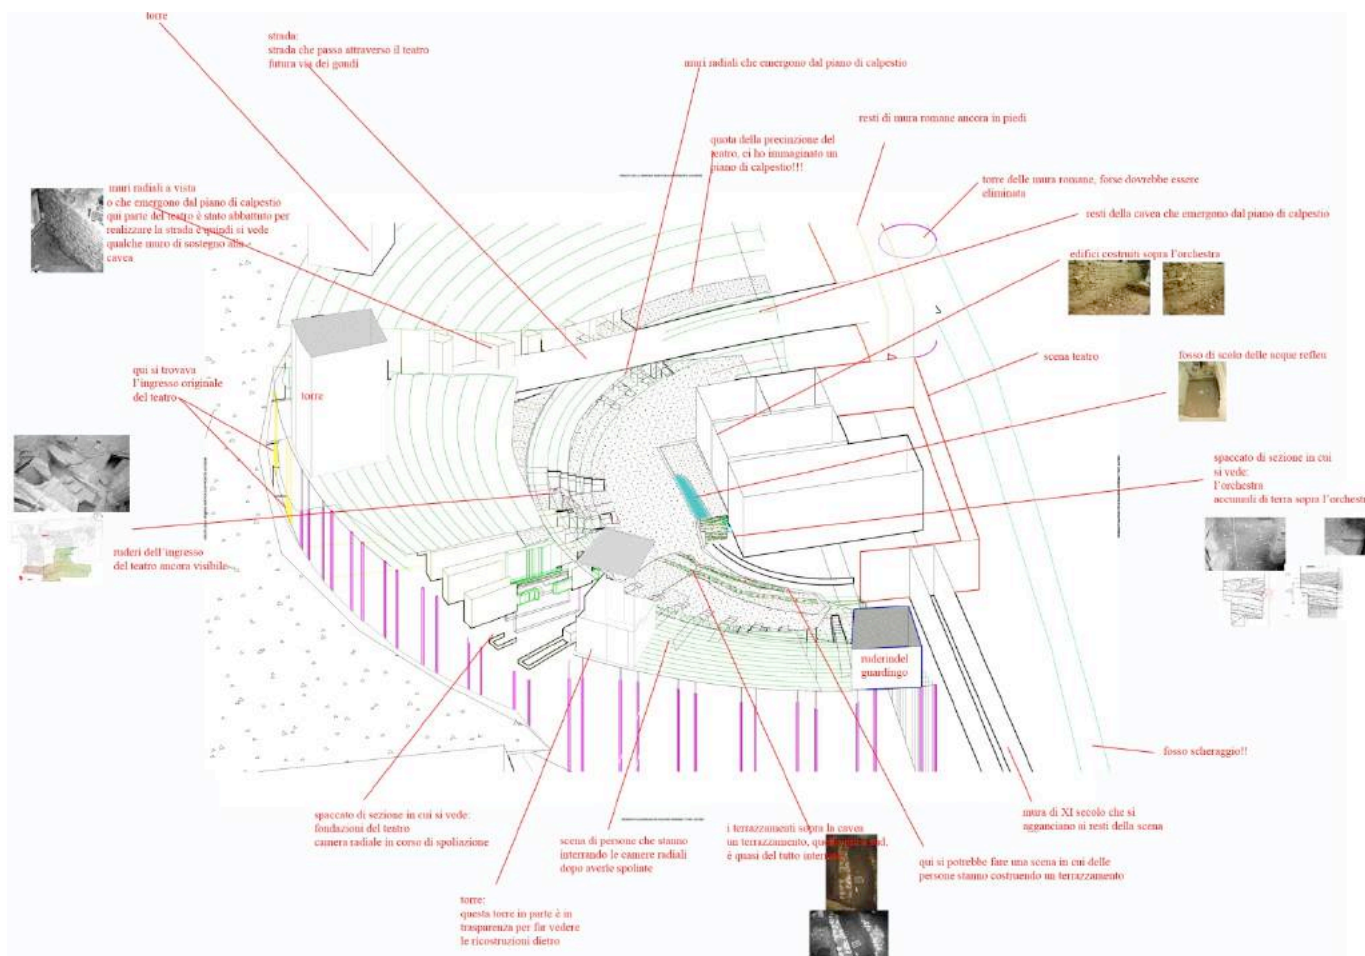 torre
strada:
strada che passa attraverso il teatro
futura via dei gondi
muri radiali che emergono dal piano di calpestio
resti di mura romane ancora in piedi
quota della precinzione del
teatro, ci ho immaginato un
piano di calpestio!!!
torre delle mura romane, forse dovrebbe essere
eliminata
muri radiali a vista
o che emergono dal piano di calpestio
qui parte del teatro è stato abbattuto per
realizzare la strada e quindi si vede
qualche muro di sostegno alla
cavea
resti della cavea che emergono dal piano di calpestio
edifici costruiti sopra l'orchestra
scena teatro
fosso di scolo delle acque refleu
qui si trovava
l'ingresso originale
del teatro
torre
spaccato di sezione in cui
si vede:
l'orchestra
accumuli di terra sopra l'orchestra
ruderi dell'ingresso
del teatro ancora visibile
ruderindel
guardingo
fosso scheraggio!!
spaccato di sezione in cui si vede:
fondazioni del teatro
camera radiale in corso di spoliazione
scena di persone che stanno
interrando le camere radiali
dopo averle spoliate
i terrazzamenti sopra la cavea
un terrazzamento,
è quasi del tutto
mura di XI secolo che si
agganciano ai resti della scena
qui si potrebbe fare una scena in cui delle
persone stanno costruendo un terrazzamento
torre:
questa torre in parte è in
trasparenza per far vedere
le ricostruzioni dietro